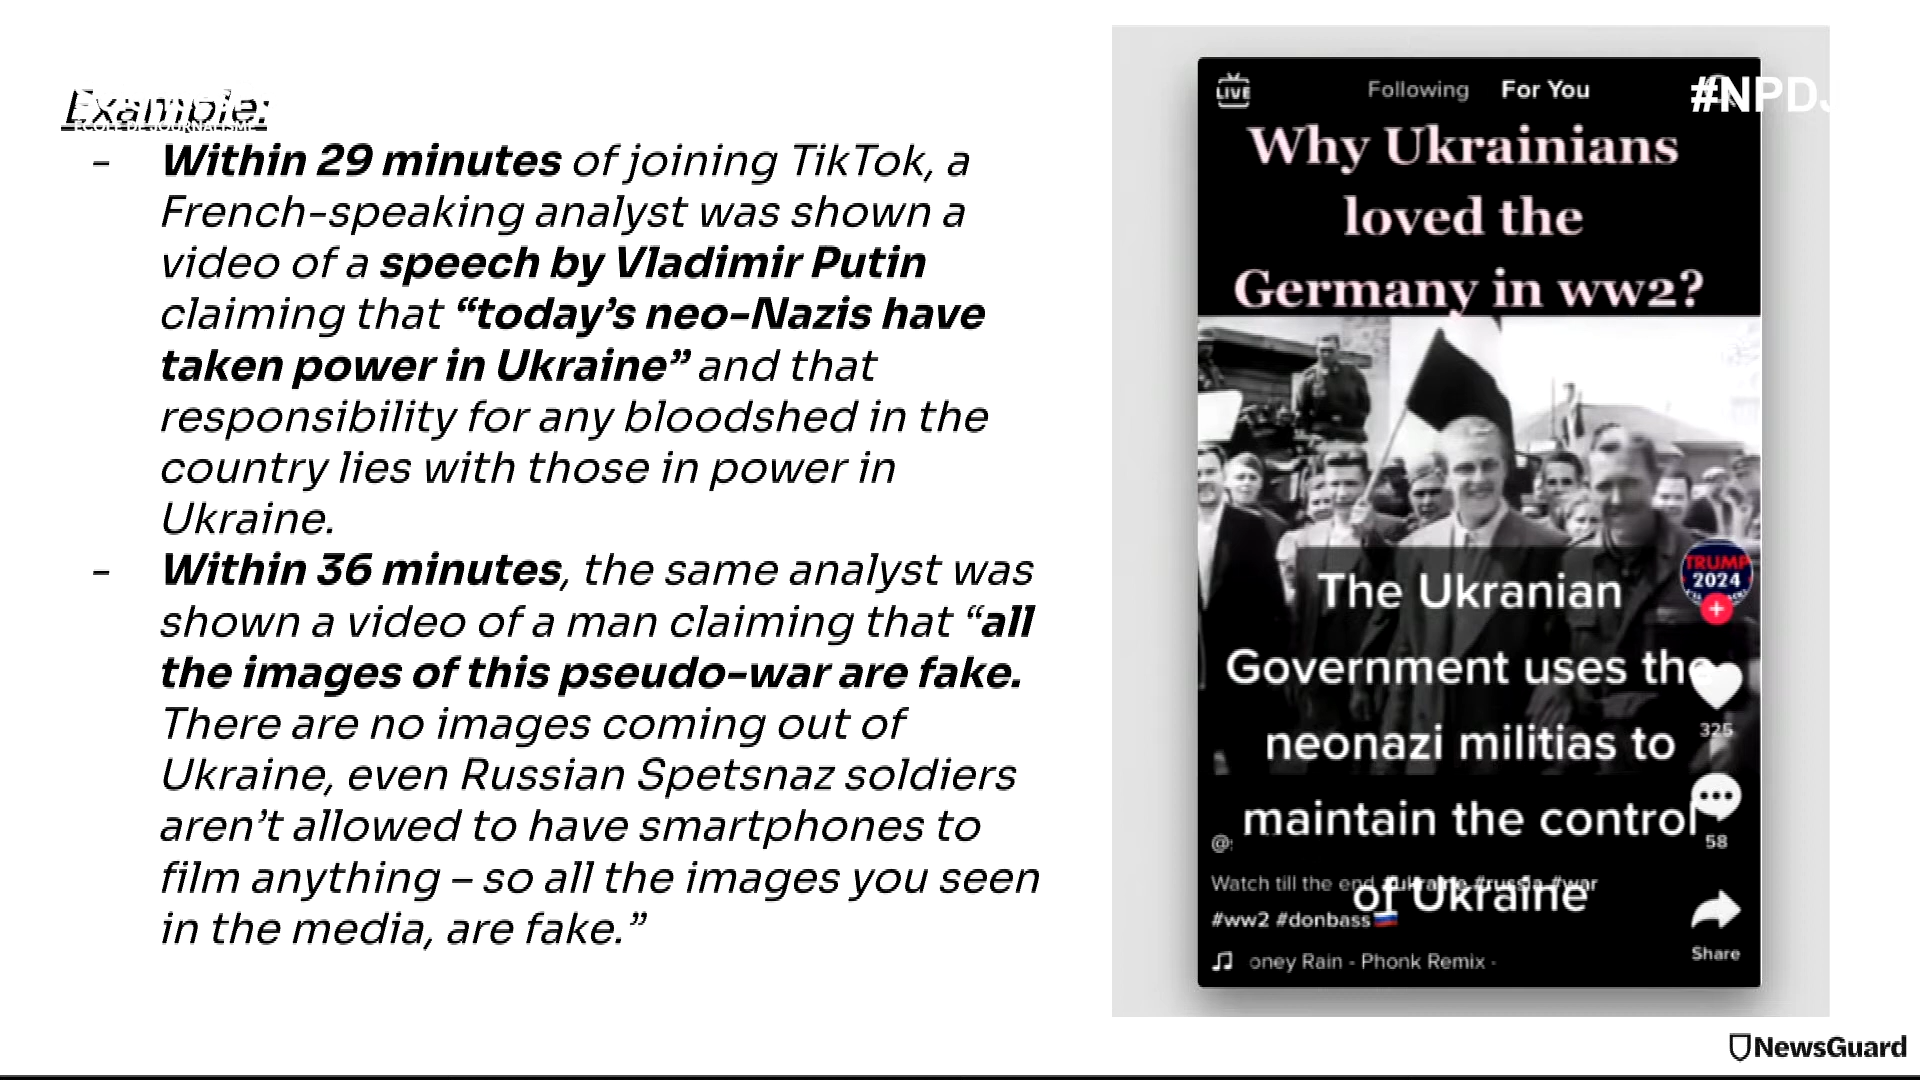 Example:
ÉCOLE DE JOURNALISME
- Within 29 minutes of joining TikTok, a
French-speaking analyst was shown a
video of a speech by Vladimir Putin
claiming that “today’s neo-Nazis have
taken power in Ukraine” and that
responsibility for any bloodshed in the
country lies with those in power in
Ukraine.
- Within 36 minutes, the same analyst was
shown a video of a man claiming that “all
the images of this pseudo-war are fake.
There are no images coming out of
Ukraine, even Russian Spetsnaz soldiers
aren’t allowed to have smartphones to
film anything – so all the images you seen
in the media, are fake.”
LIVE
Following For You
#NPDJ
Why Ukrainians
loved the
Germany in ww2?
TRUMP
2024
The Ukranian
Government uses the
neonazi militias to
maintain the control
of Ukraine
325
58
@
Watch till the end #ukraine #russia #war
#ww2 #donbass
oney Rain - Phonk Remix -
Share
NewsGuard